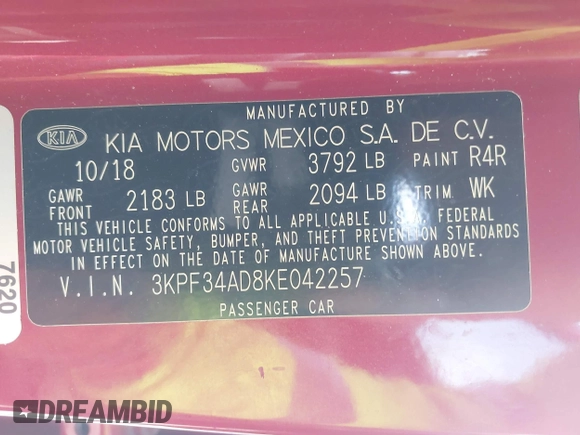 MANUFACTURED BY
KIA KIA MOTORS MEXICO S.A. DE C.V.
10/18 GVWR 3792 LB PAINT R4R
GAWR FRONT 2183 LB GAWR REAR 2094 LB TRIM WK
THIS VEHICLE CONFORMS TO ALL APPLICABLE U.S.A. FEDERAL
MOTOR VEHICLE SAFETY, BUMPER, AND THEFT PREVENTION STANDARDS
IN EFFECT ON THE DATE OF MANUFACTURE SHOWN ABOVE.
V.I.N. 3KPF34AD8KE042257
PASSENGER CAR
7620
DREAMBID